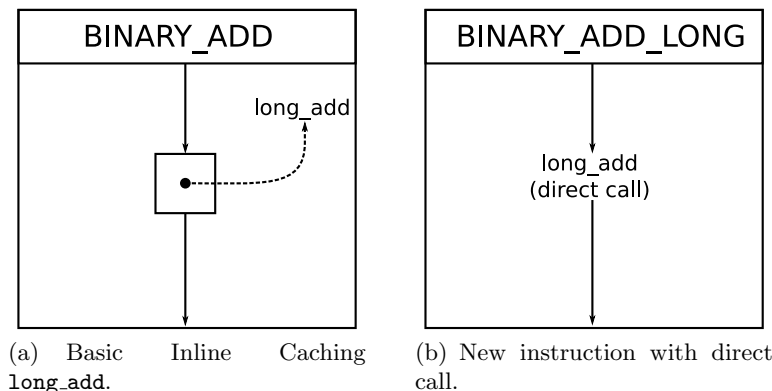 BINARY_ADD
long_add
(a) Basic Inline Caching
long_add.
BINARY_ADD_LONG
long_add
(direct call)
(b) New instruction with direct
call.